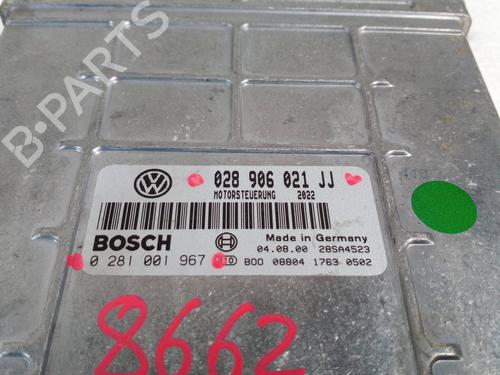 B-PARTS
028 906 021 JJ
MOTORSTEUERUNG 2022
BOSCH
Made in Germany
04.08.00 28SA4523
0 281 001 967
BOO 08804 1763 0502
8662